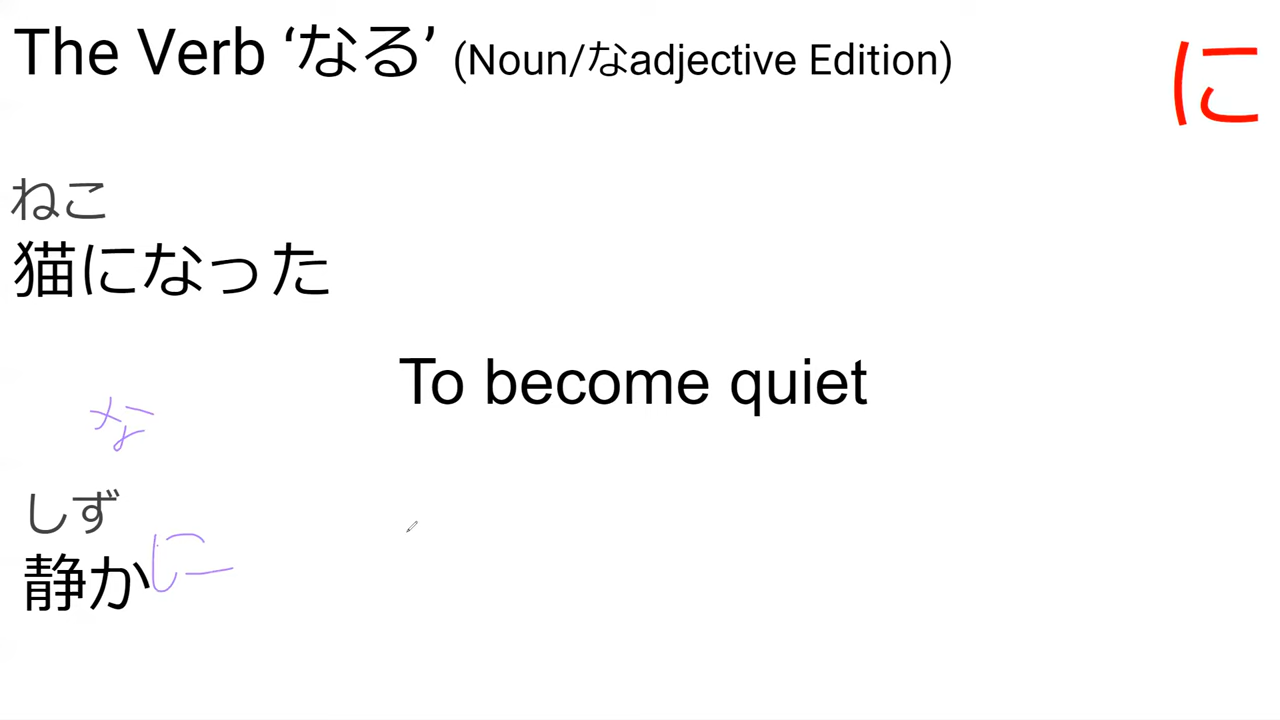 The Verb ‘なる’ (Noun/なadjective Edition)
に
ねこ
猫になった
To become quiet
な
しず
静かに